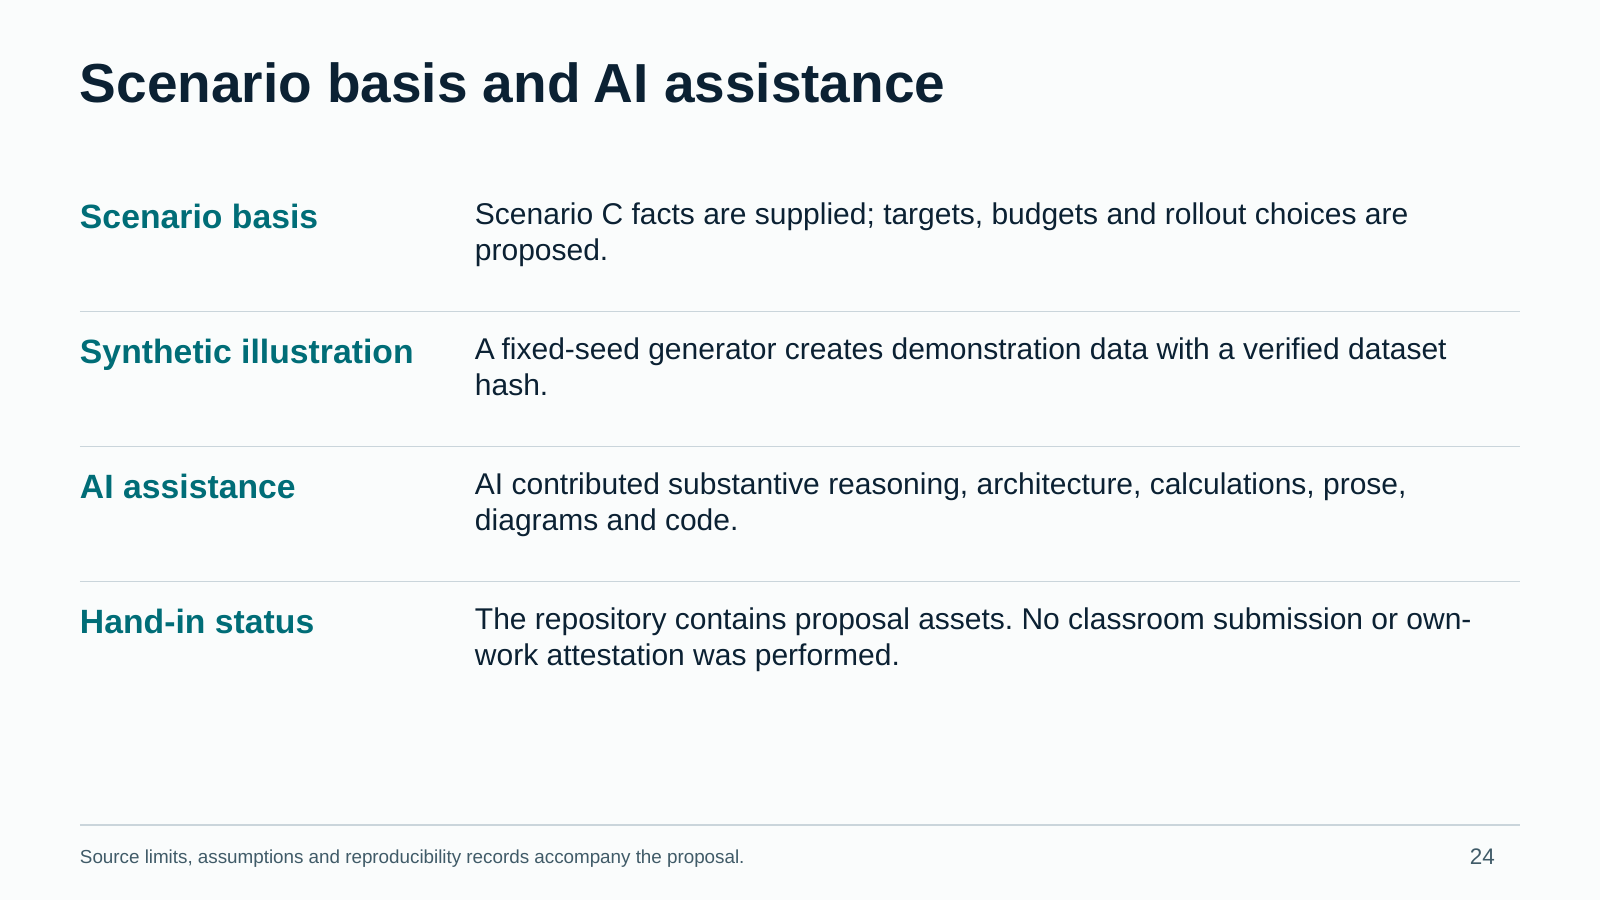 Scenario basis and AI assistance
Scenario basis
Scenario C facts are supplied; targets, budgets and rollout choices are
proposed.
Synthetic illustration
A fixed-seed generator creates demonstration data with a verified dataset
hash.
AI assistance
AI contributed substantive reasoning, architecture, calculations, prose,
diagrams and code.
Hand-in status
The repository contains proposal assets. No classroom submission or own-
work attestation was performed.
Source limits, assumptions and reproducibility records accompany the proposal.
24